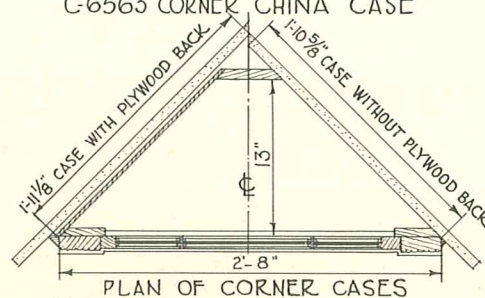 C-6563 CORNER CHINA CASE
1'-11 1/8" CASE WITH PLYWOOD BACK
1'-10 5/8" CASE WITHOUT PLYWOOD BACK
13"
℄
2'-8"
PLAN OF CORNER CASES